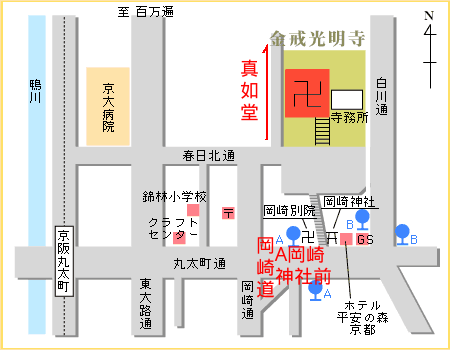 至 百万遍
金戒光明寺
N
鴨川
京大病院
真如堂
卍
寺務所
白川通
春日北通
錦林小学校
〒
クラフト
センター
岡崎別院
岡崎神社
B
A
卍
GS
B
京阪丸太町
丸太町通
岡崎道
A岡崎
神社前
A
東大路通
岡崎通
ホテル
平安の森
京都